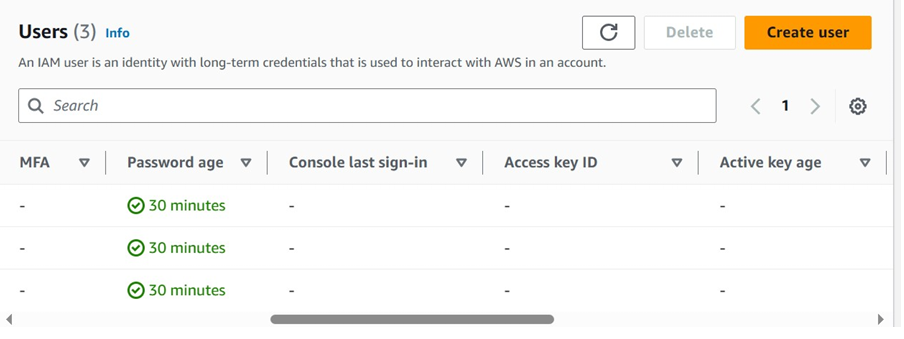 Users (3) Info
Delete
Create user
An IAM user is an identity with long-term credentials that is used to interact with AWS in an account.
Search
1
MFA Password age Console last sign-in Access key ID Active key age
- 30 minutes - - -
- 30 minutes - - -
- 30 minutes - - -